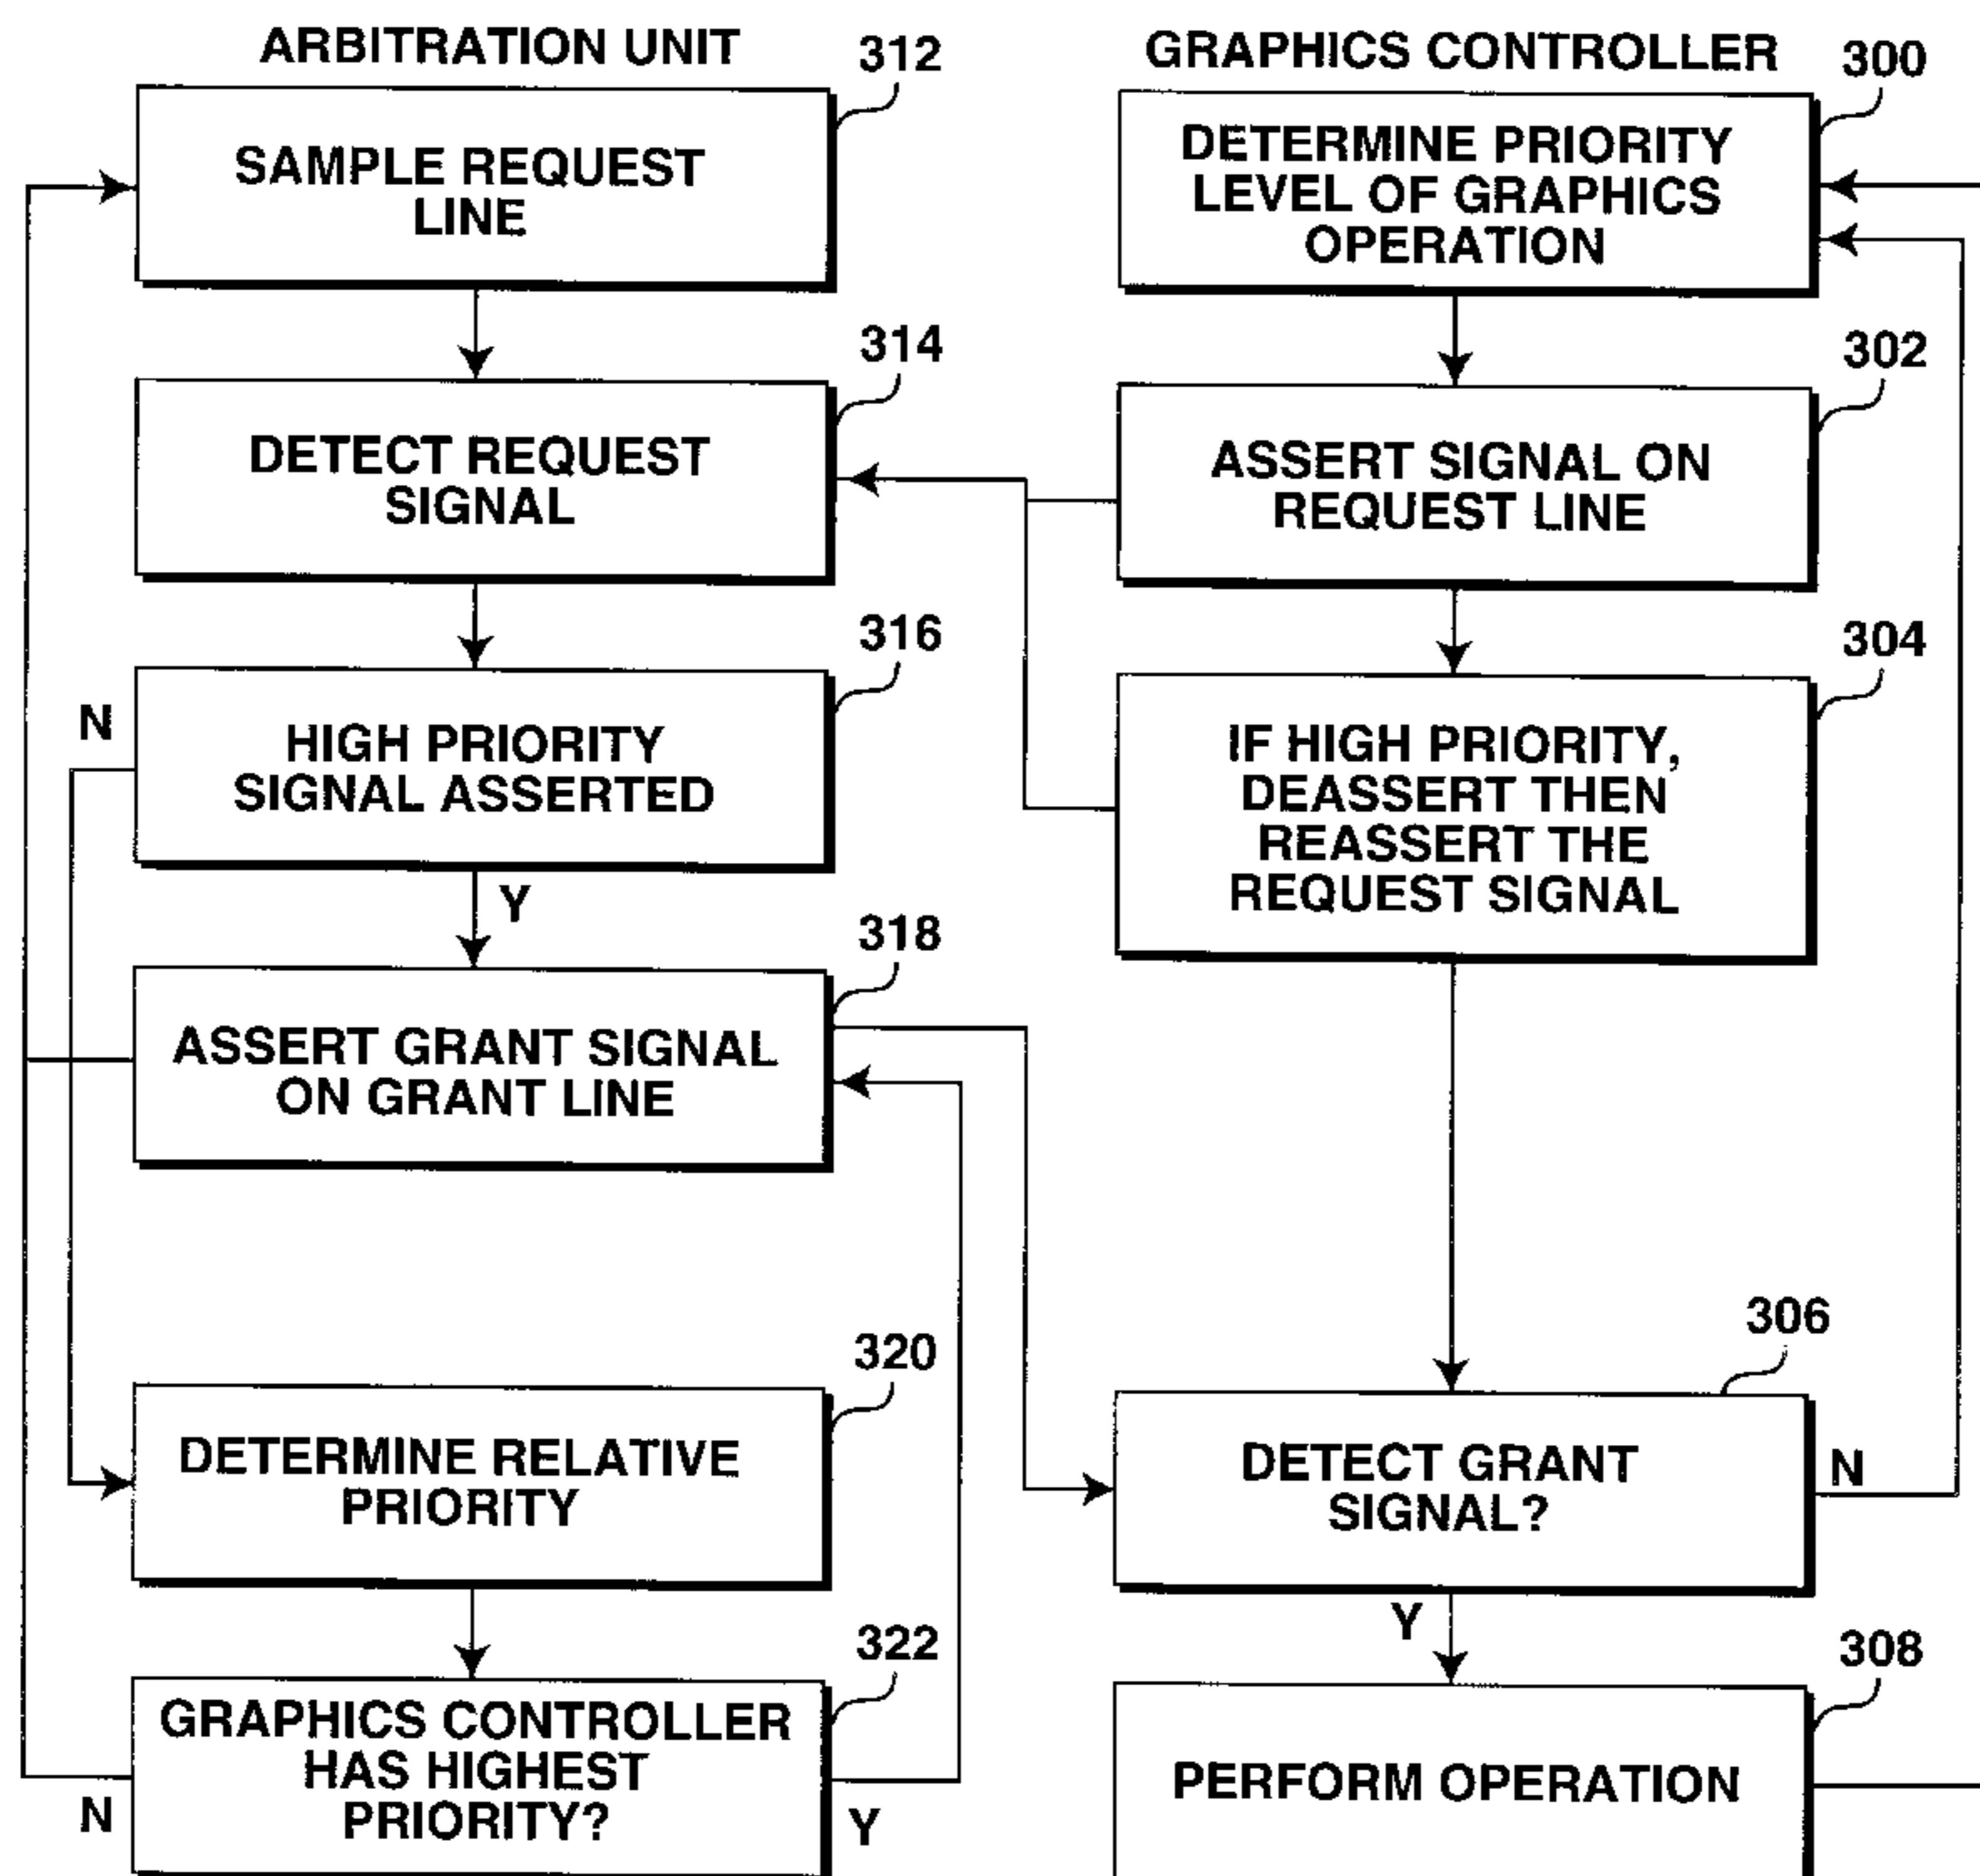 ARBITRATION UNIT
312
SAMPLE REQUEST
LINE
314
DETECT REQUEST
SIGNAL
316
N
HIGH PRIORITY
SIGNAL ASSERTED
Y
318
ASSERT GRANT SIGNAL
ON GRANT LINE
320
DETERMINE RELATIVE
PRIORITY
322
GRAPHICS CONTROLLER
HAS HIGHEST
PRIORITY?
N
Y
GRAPHICS CONTROLLER
300
DETERMINE PRIORITY
LEVEL OF GRAPHICS
OPERATION
302
ASSERT SIGNAL ON
REQUEST LINE
304
IF HIGH PRIORITY,
DEASSERT THEN
REASSERT THE
REQUEST SIGNAL
306
DETECT GRANT
SIGNAL?
N
Y
308
PERFORM OPERATION